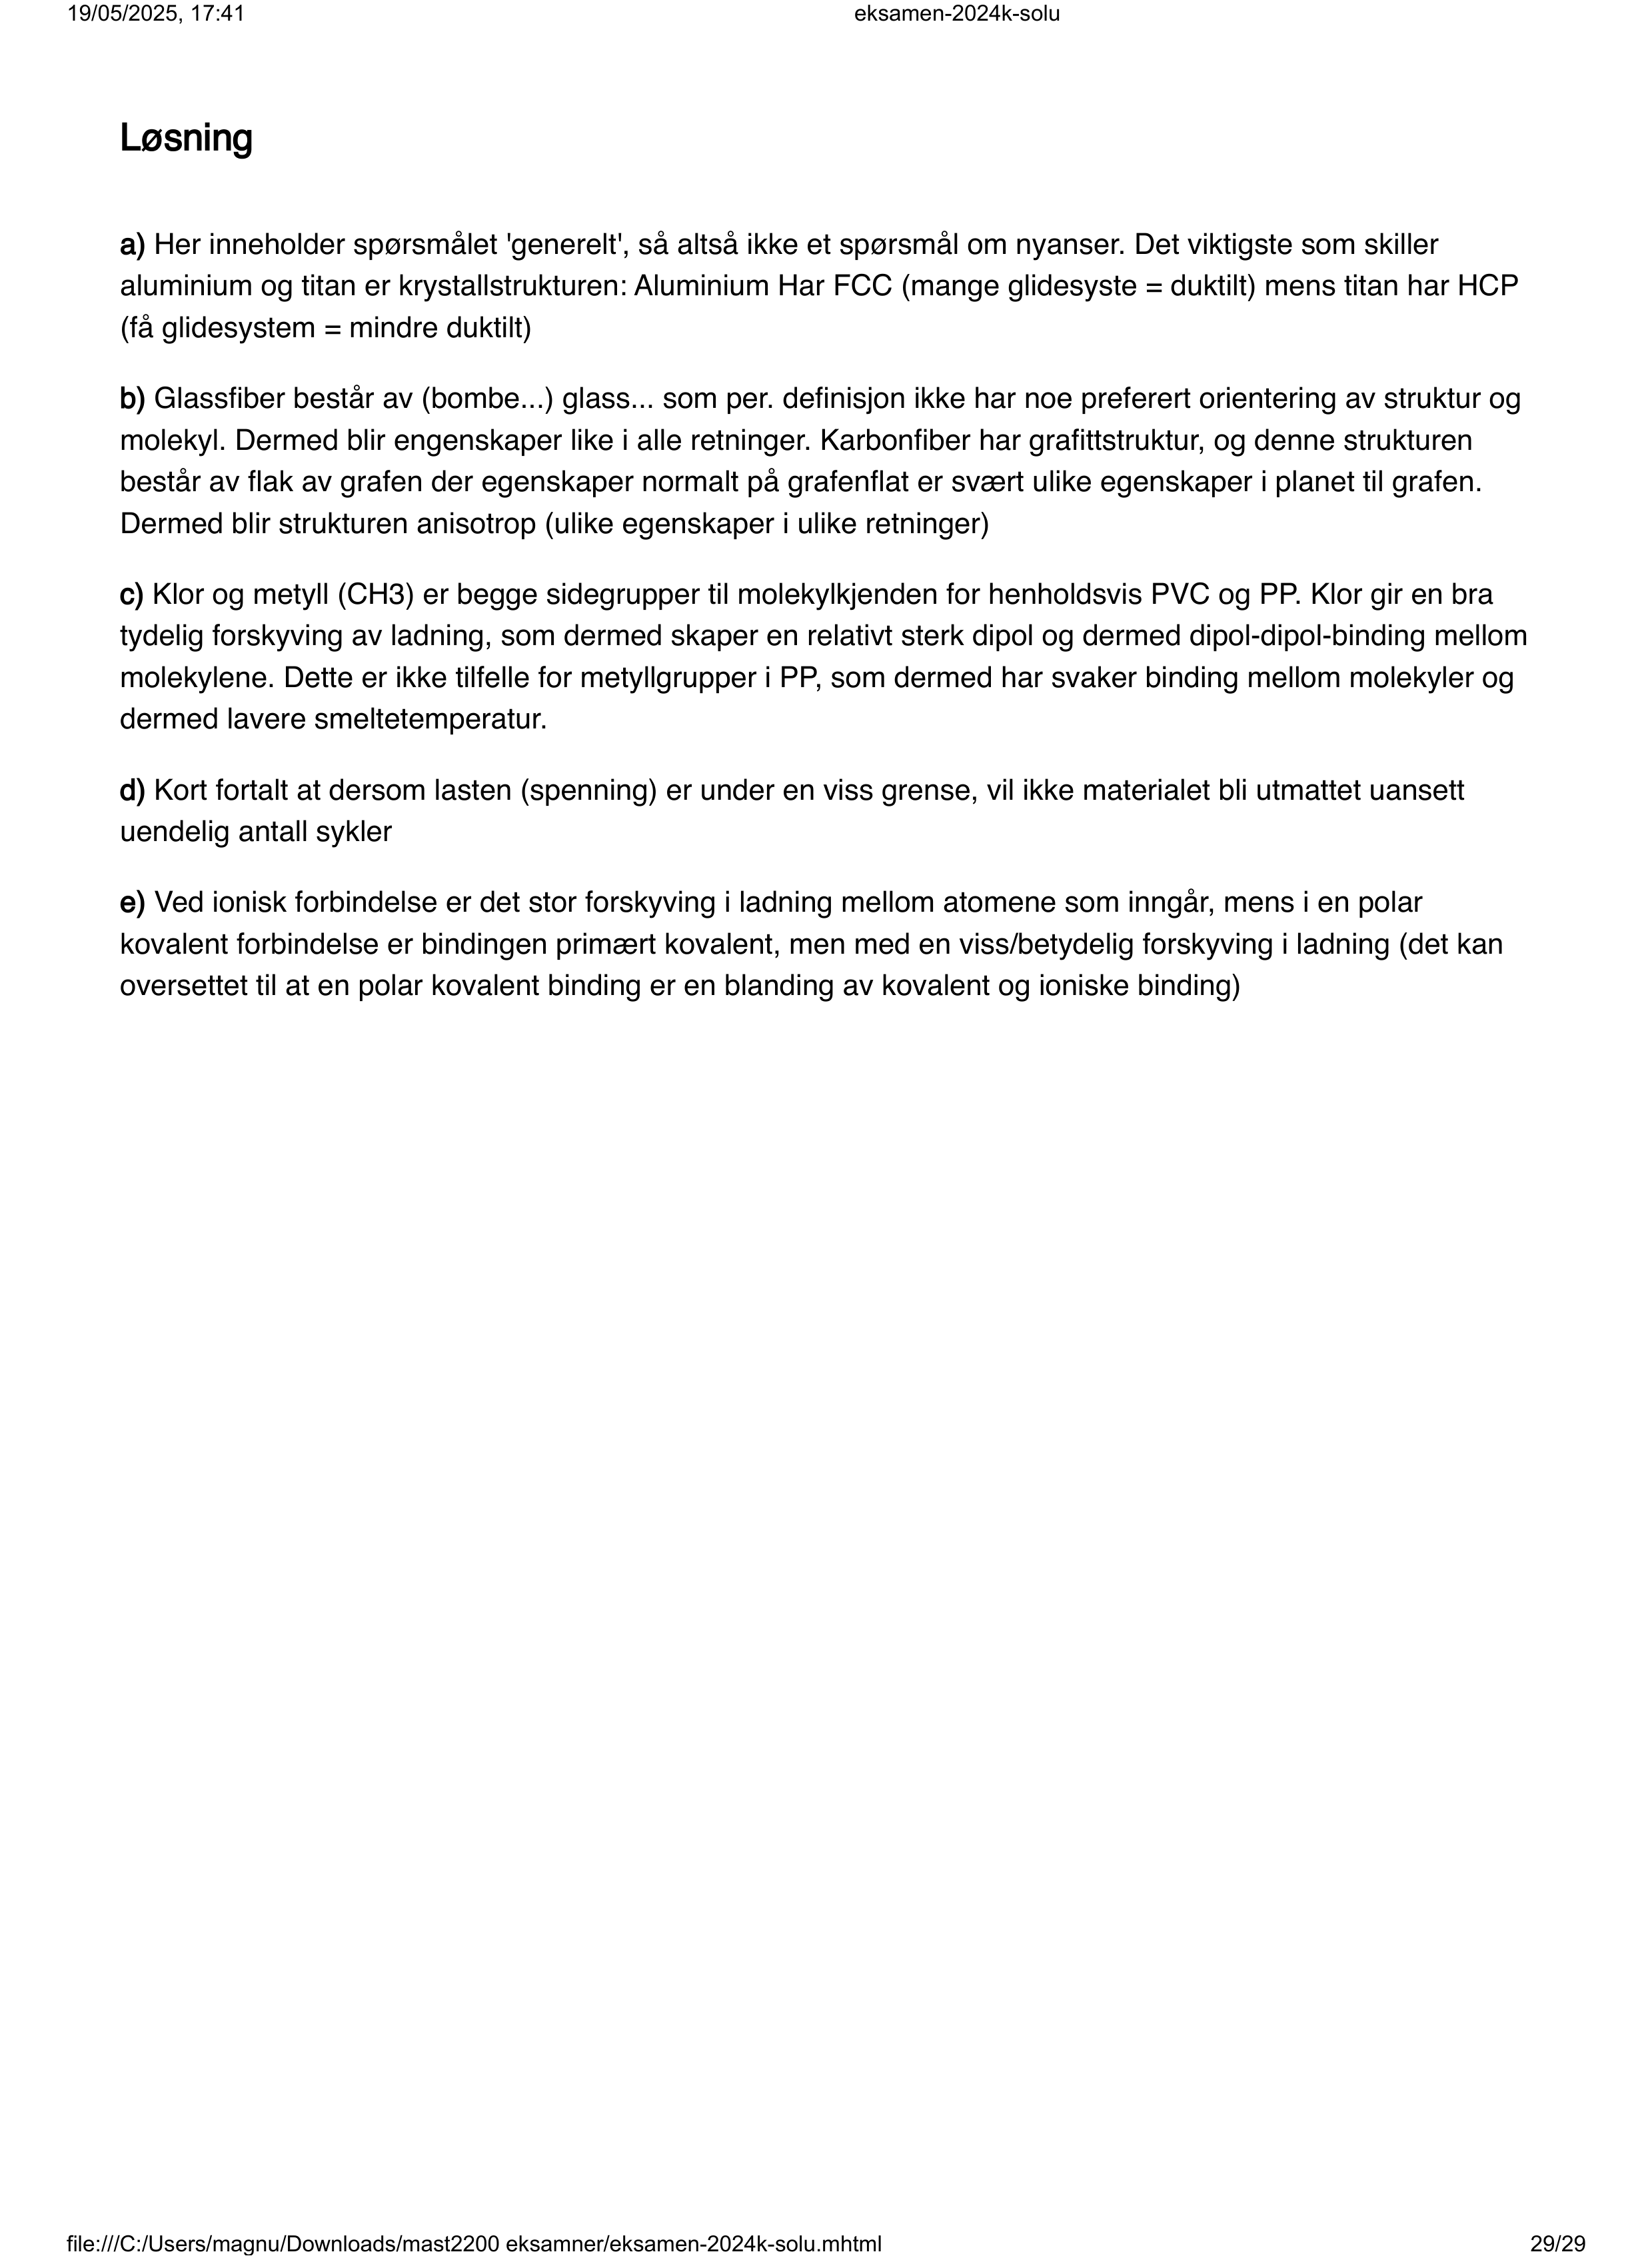 19/05/2025, 17:41 eksamen-2024k-solu
Løsning
a) Her inneholder spørsmålet 'generelt', så altså ikke et spørsmål om nyanser. Det viktigste som skiller
aluminium og titan er krystallstrukturen: Aluminium Har FCC (mange glidesyste = duktilt) mens titan har HCP
(få glidesystem = mindre duktilt)
b) Glassfiber består av (bombe...) glass... som per. definisjon ikke har noe preferert orientering av struktur og
molekyl. Dermed blir engenskaper like i alle retninger. Karbonfiber har grafittstruktur, og denne strukturen
består av flak av grafen der egenskaper normalt på grafenflat er svært ulike egenskaper i planet til grafen.
Dermed blir strukturen anisotrop (ulike egenskaper i ulike retninger)
c) Klor og metyll (CH3) er begge sidegrupper til molekylkjenden for henholdsvis PVC og PP. Klor gir en bra
tydelig forskyving av ladning, som dermed skaper en relativt sterk dipol og dermed dipol-dipol-binding mellom
molekylene. Dette er ikke tilfelle for metyllgrupper i PP, som dermed har svaker binding mellom molekyler og
dermed lavere smeltetemperatur.
d) Kort fortalt at dersom lasten (spenning) er under en viss grense, vil ikke materialet bli utmattet uansett
uendelig antall sykler
e) Ved ionisk forbindelse er det stor forskyving i ladning mellom atomene som inngår, mens i en polar
kovalent forbindelse er bindingen primært kovalent, men med en viss/betydelig forskyving i ladning (det kan
oversettet til at en polar kovalent binding er en blanding av kovalent og ioniske binding)
file:///C:/Users/magnu/Downloads/mast2200 eksamner/eksamen-2024k-solu.mhtml 29/29